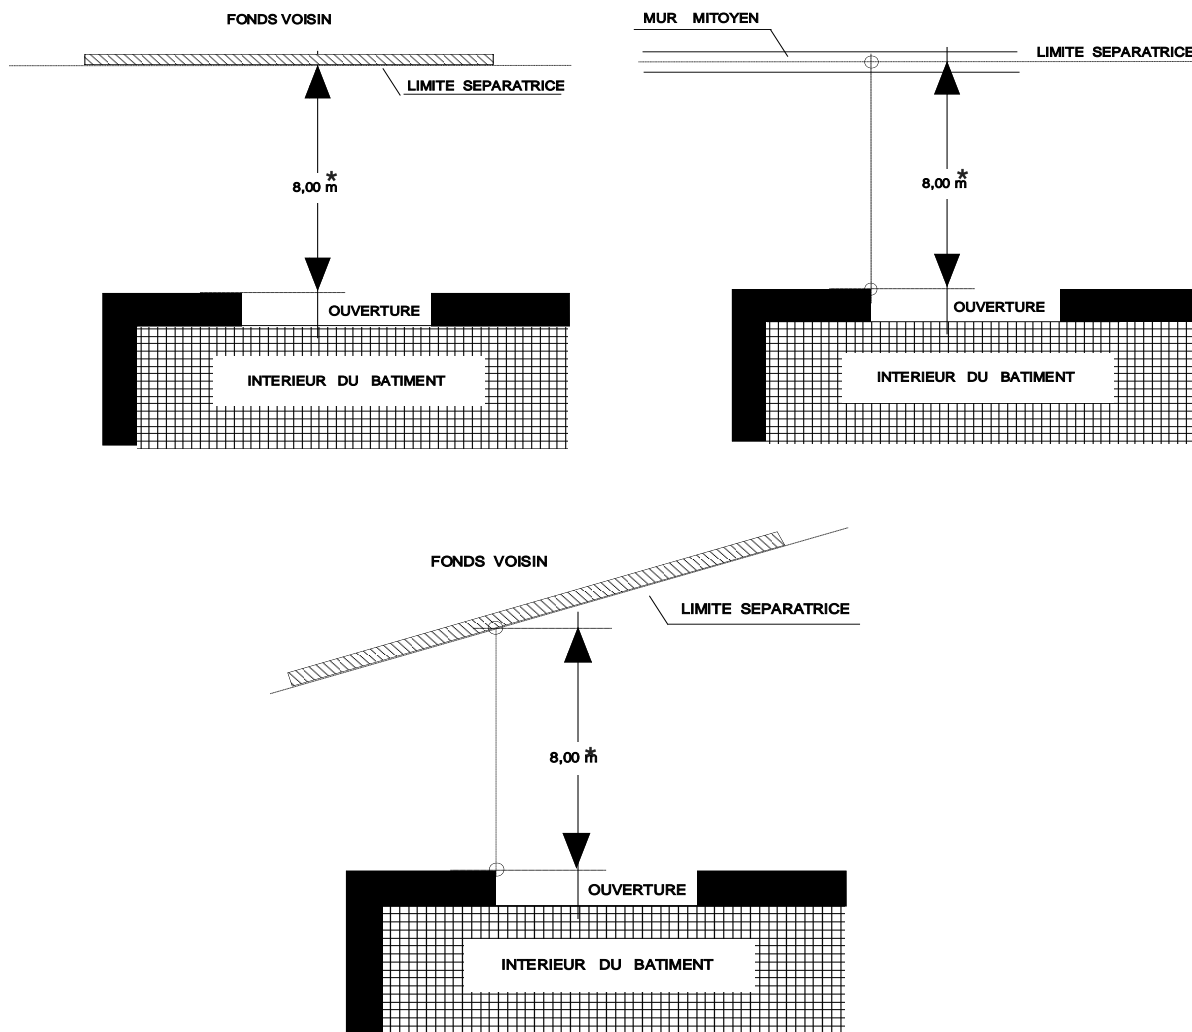 FONDS VOISIN
LIMITE SEPARATRICE
8,00 m*
OUVERTURE
INTERIEUR DU BATIMENT
MUR MITOYEN
LIMITE SEPARATRICE
8,00 m*
OUVERTURE
INTERIEUR DU BATIMENT
FONDS VOISIN
LIMITE SEPARATRICE
8,00 m*
OUVERTURE
INTERIEUR DU BATIMENT